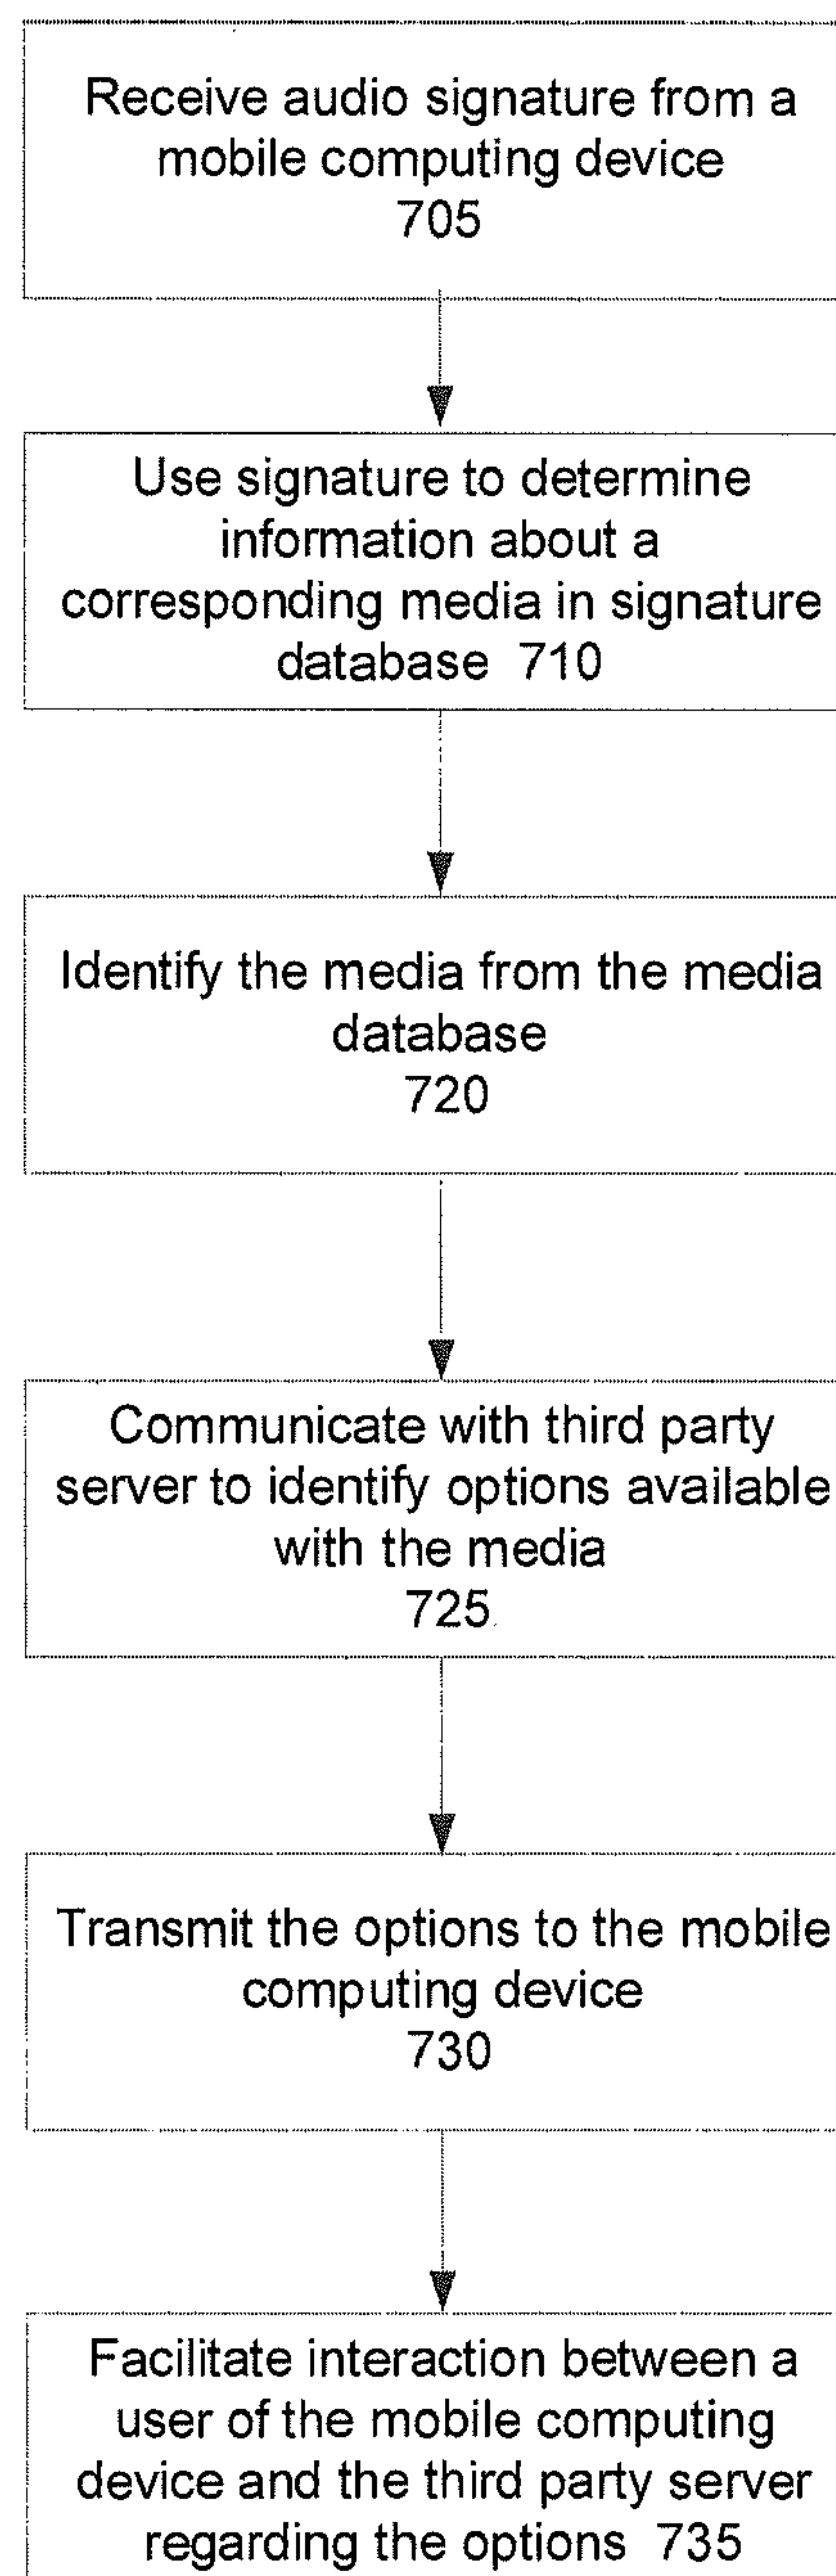 Receive audio signature from a
mobile computing device
705
Use signature to determine
information about a
corresponding media in signature
database 710
Identify the media from the media
database
720
Communicate with third party
server to identify options available
with the media
725
Transmit the options to the mobile
computing device
730
Facilitate interaction between a
user of the mobile computing
device and the third party server
regarding the options 735